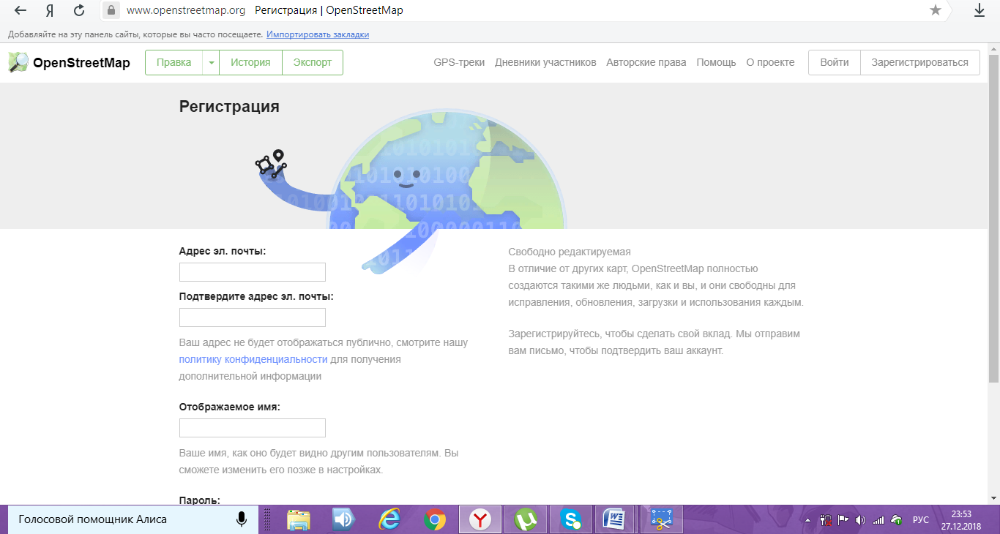 Я www.openstreetmap.org Регистрация | OpenStreetMap
Добавляйте на эту панель сайты, которые вы часто посещаете. Импортировать закладки
OpenStreetMap Правка История Экспорт GPS-треки Дневники участников Авторские права Помощь О проекте Войти Зарегистрироваться
Регистрация
Адрес эл. почты:
Подтвердите адрес эл. почты:
Ваш адрес не будет отображаться публично, смотрите нашу
политику конфиденциальности для получения
дополнительной информации
Отображаемое имя:
Ваше имя, как оно будет видно другим пользователям. Вы
сможете изменить его позже в настройках.
Пароль:
Свободно редактируемая
В отличие от других карт, OpenStreetMap полностью
создаются такими же людьми, как и вы, и они свободны для
исправления, обновления, загрузки и использования каждым.
Зарегистрируйтесь, чтобы сделать свой вклад. Мы отправим
вам письмо, чтобы подтвердить ваш аккаунт.
Голосовой помощник Алиса
РУС
23:53
27.12.2018